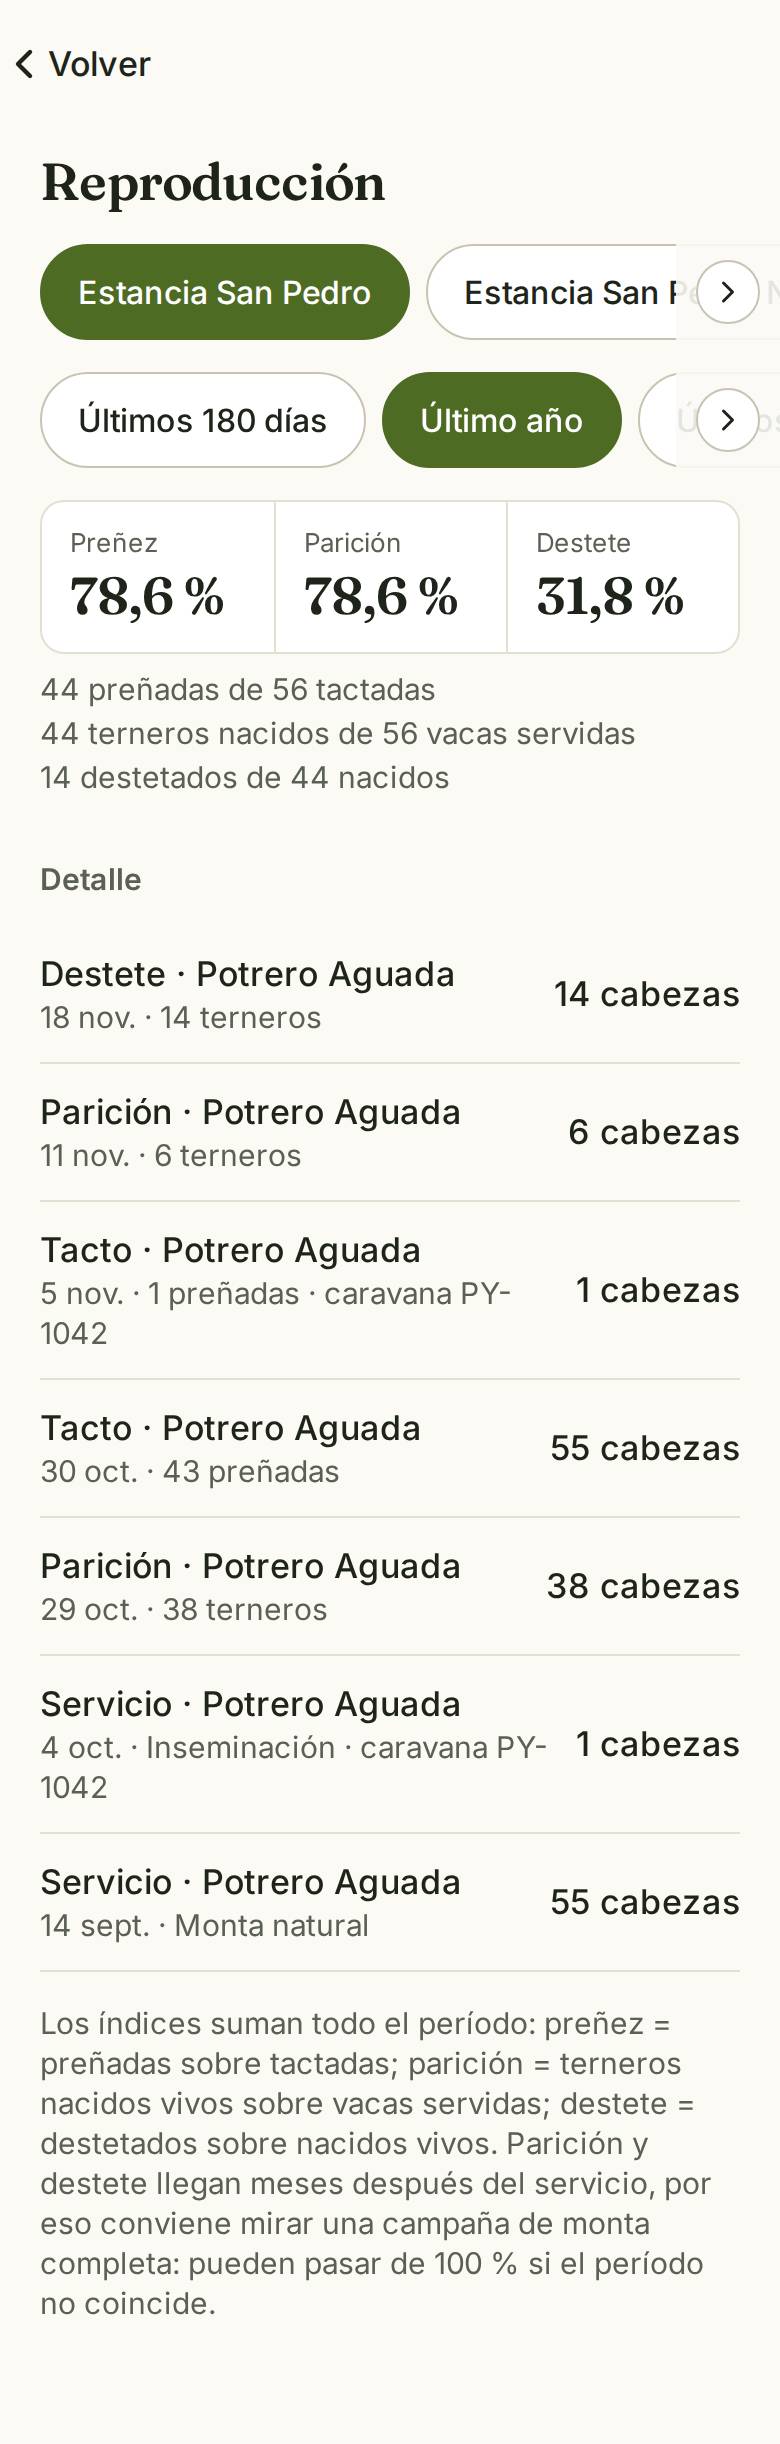 Volver
Reproducción
Estancia San Pedro
Estancia San
Últimos 180 días
Último año
Preñez
Parición
Destete
78,6 %
78,6 %
31,8 %
44 preñadas de 56 tactadas
44 terneros nacidos de 56 vacas servidas
14 destetados de 44 nacidos
Detalle
Destete · Potrero Aguada
18 nov. · 14 terneros
14 cabezas
Parición · Potrero Aguada
11 nov. · 6 terneros
6 cabezas
Tacto · Potrero Aguada
5 nov. · 1 preñadas · caravana PY-
1042
1 cabezas
Tacto · Potrero Aguada
30 oct. · 43 preñadas
55 cabezas
Parición · Potrero Aguada
29 oct. · 38 terneros
38 cabezas
Servicio · Potrero Aguada
4 oct. · Inseminación · caravana PY-
1042
1 cabezas
Servicio · Potrero Aguada
14 sept. · Monta natural
55 cabezas
Los índices suman todo el período: preñez =
preñadas sobre tactadas; parición = terneros
nacidos vivos sobre vacas servidas; destete =
destetados sobre nacidos vivos. Parición y
destete llegan meses después del servicio, por
eso conviene mirar una campaña de monta
completa: pueden pasar de 100 % si el período
no coincide.